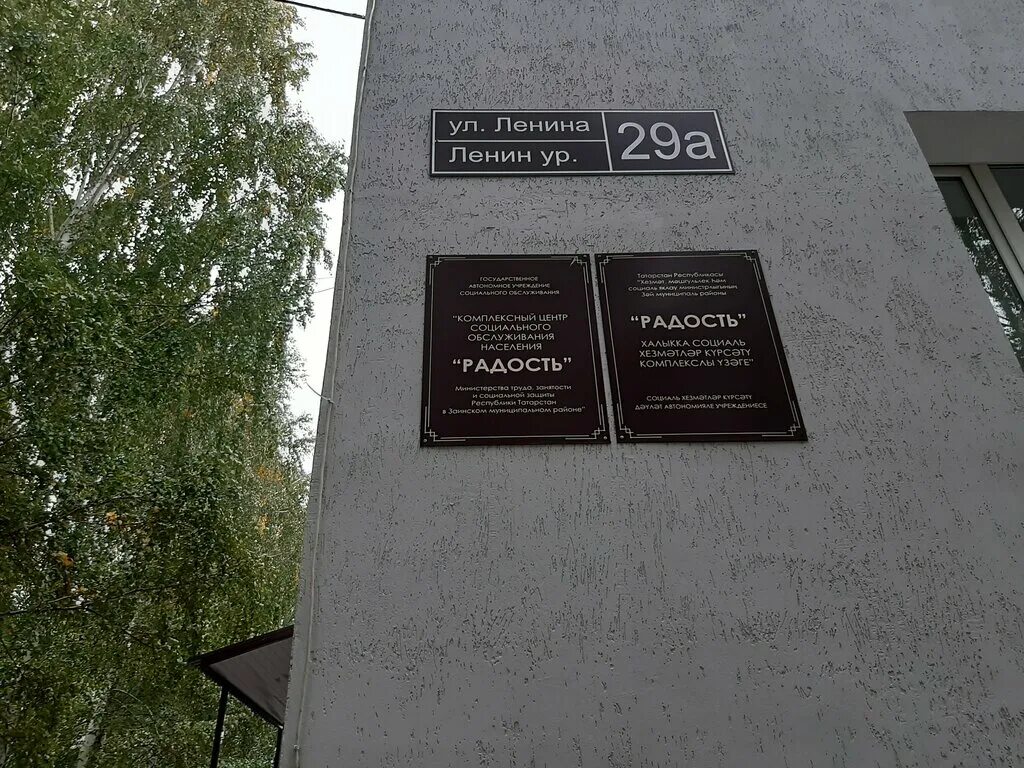 ул. Ленина
Ленин ур.
29а
ГОСУДАРСТВЕННОЕ
АВТОНОМНОЕ УЧРЕЖДЕНИЕ
СОЦИАЛЬНОГО ОБСЛУЖИВАНИЯ
"КОМПЛЕКСНЫЙ ЦЕНТР
СОЦИАЛЬНОГО
ОБСЛУЖИВАНИЯ
НАСЕЛЕНИЯ
"РАДОСТЬ"
Министерства труда, занятости
и социальной защиты
Республики Татарстан
в Заинском муниципальном районе"
Татарстан Республикасы
"Хезмәт, мәшгульлек һәм
социаль яклау министрлыгының
Зәй муниципаль районы
"РАДОСТЬ"
ХАЛЫККА СОЦИАЛЬ
ХЕЗМӘТЛӘР КҮРСӘТҮ
КОМПЛЕКСЛЫ ҮЗӘГЕ"
СОЦИАЛЬ ХЕЗМӘТЛӘР КҮРСӘТҮ
ДӘҮЛӘТ АВТОНОМИЯЛЕ УЧРЕЖДЕНИЕСЕ